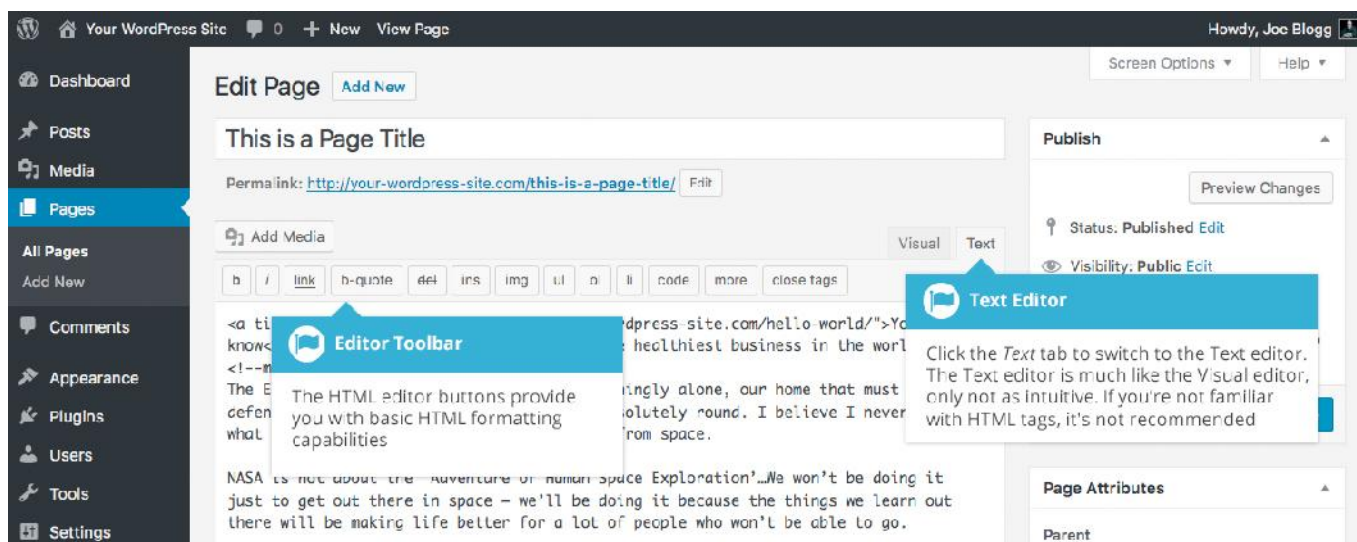 Your WordPress Site 0 + New View Page Howdy, Joe Blogg
Screen Options Help
Dashboard
Posts
Media
Pages
All Pages
Add New
Comments
Appearance
Plugins
Users
Tools
Settings
Edit Page Add New
This is a Page Title
Permalink: http://your-wordpress-site.com/this-is-a-page-title/ Edit
Add Media
Visual Text
b i link b-quote del ins img ul ol li code more close tags
<a ti dpress-site.com/hello-world/">Yo
know< healthiest business in the worl
<!--m
The E ingly alone, our home that must
defen solutely round. I believe I never
what from space.
NASA is not about the 'Adventure of Human Space Exploration'…We won't be doing it
just to get out there in space – we'll be doing it because the things we learn out
there will be making life better for a lot of people who won't be able to go.
Editor Toolbar
The HTML editor buttons provide
you with basic HTML formatting
capabilities
Publish
Preview Changes
Status: Published Edit
Visibility: Public Edit
Text Editor
Click the Text tab to switch to the Text editor.
The Text editor is much like the Visual editor,
only not as intuitive. If you're not familiar
with HTML tags, it's not recommended
Page Attributes
Parent